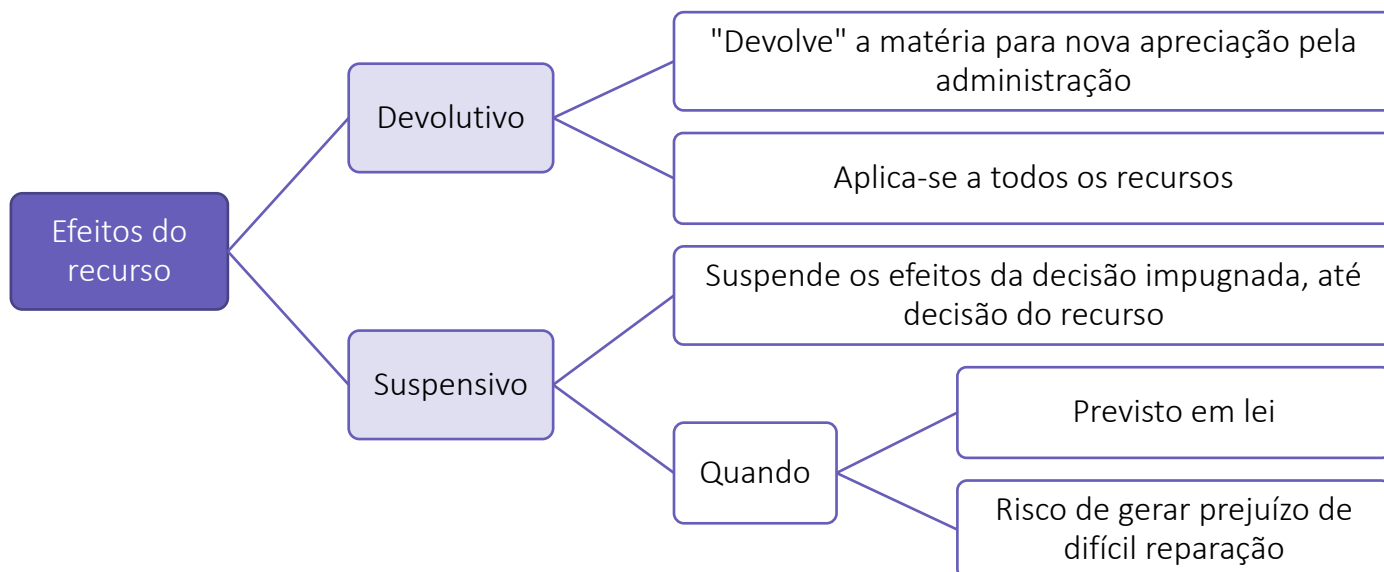 Efeitos do
recurso
Devolutivo
"Devolve" a matéria para nova apreciação pela
administração
Aplica-se a todos os recursos
Suspensivo
Suspende os efeitos da decisão impugnada, até
decisão do recurso
Quando
Previsto em lei
Risco de gerar prejuízo de
difícil reparação